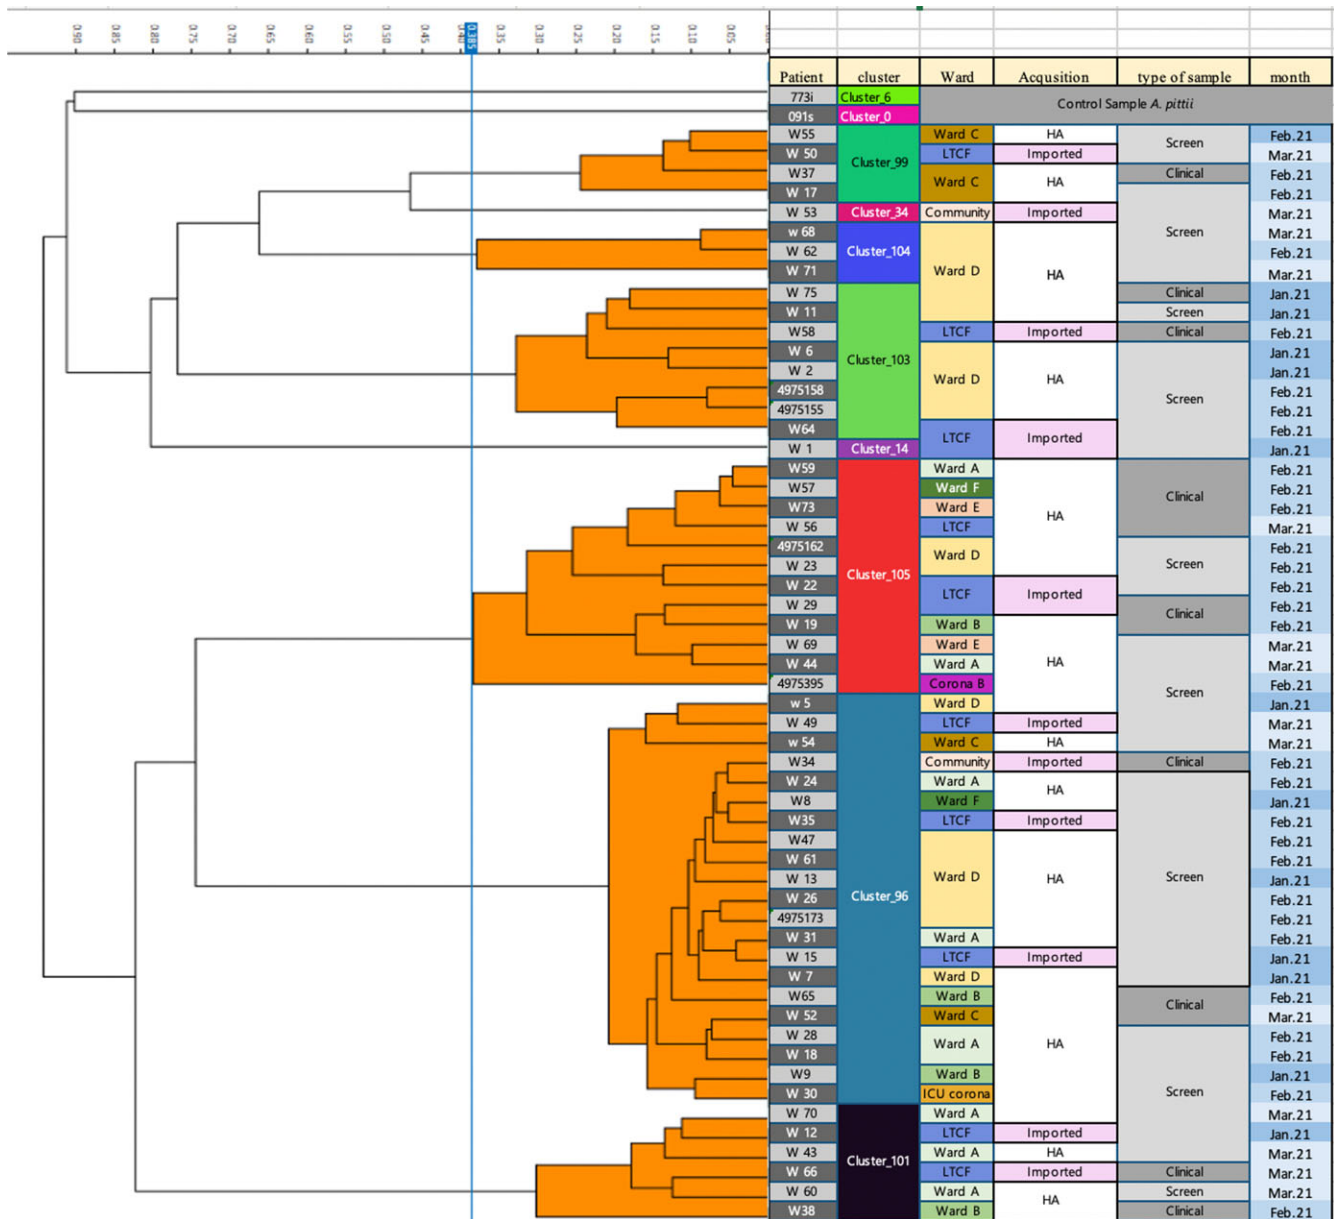 0.90 0.85 0.80 0.75 0.70 0.65 0.60 0.55 0.50 0.45 0.40 0.385 0.35 0.30 0.25 0.20 0.15 0.10 0.05
Patient cluster Ward Acqusition type of sample month
773i Cluster_6 Control Sample A. pittii
091s Cluster_0
W55 Cluster_99 Ward C HA Screen Feb.21
W 50 LTCF Imported Mar.21
W37 Ward C HA Clinical Feb.21
W 17 Screen Feb.21
W 53 Cluster_34 Community Imported Mar.21
w 68 Cluster_104 Ward D HA Mar.21
W 62 Feb.21
W 71 Mar.21
W 75 Cluster_103 Clinical Jan.21
W 11 Screen Jan.21
W58 LTCF Imported Clinical Feb.21
W 6 Ward D HA Screen Jan.21
W 2 Jan.21
4975158 Feb.21
4975155 Feb.21
W64 LTCF Imported Feb.21
W 1 Cluster_14 Jan.21
W59 Cluster_105 Ward A HA Clinical Feb.21
W57 Ward F Feb.21
W73 Ward E Feb.21
W 56 LTCF Mar.21
4975162 Ward D Screen Feb.21
W 23 Feb.21
W 22 LTCF Imported Feb.21
W 29 Clinical Feb.21
W 19 Ward B HA Feb.21
W 69 Ward E Screen Mar.21
W 44 Ward A Mar.21
4975395 Corona B Feb.21
w 5 Cluster_96 Ward D Jan.21
W 49 LTCF Imported Mar.21
w 54 Ward C HA Mar.21
W34 Community Imported Clinical Feb.21
W 24 Ward A HA Screen Feb.21
W8 Ward F Jan.21
W35 LTCF Imported Feb.21
W47 Ward D HA Feb.21
W 61 Feb.21
W 13 Jan.21
W 26 Feb.21
4975173 Feb.21
W 31 Ward A Feb.21
W 15 LTCF Imported Jan.21
W 7 Ward D HA Jan.21
W65 Ward B Clinical Feb.21
W 52 Ward C Mar.21
W 28 Ward A Screen Feb.21
W 18 Feb.21
W9 Ward B Jan.21
W 30 ICU corona Feb.21
W 70 Cluster_101 Ward A Mar.21
W 12 LTCF Imported Jan.21
W 43 Ward A HA Mar.21
W 66 LTCF Imported Clinical Mar.21
W 60 Ward A HA Screen Mar.21
W38 Ward B Clinical Feb.21